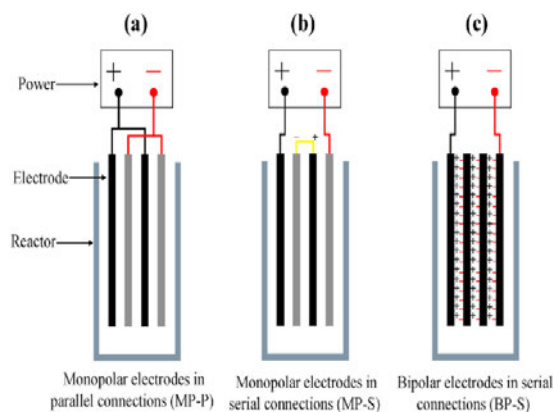 (a)
(b)
(c)
Power
+ −
+ −
+ −
− +
Electrode
Reactor
Monopolar electrodes in
parallel connections (MP-P)
Monopolar electrodes in
serial connections (MP-S)
Bipolar electrodes in serial
connections (BP-S)